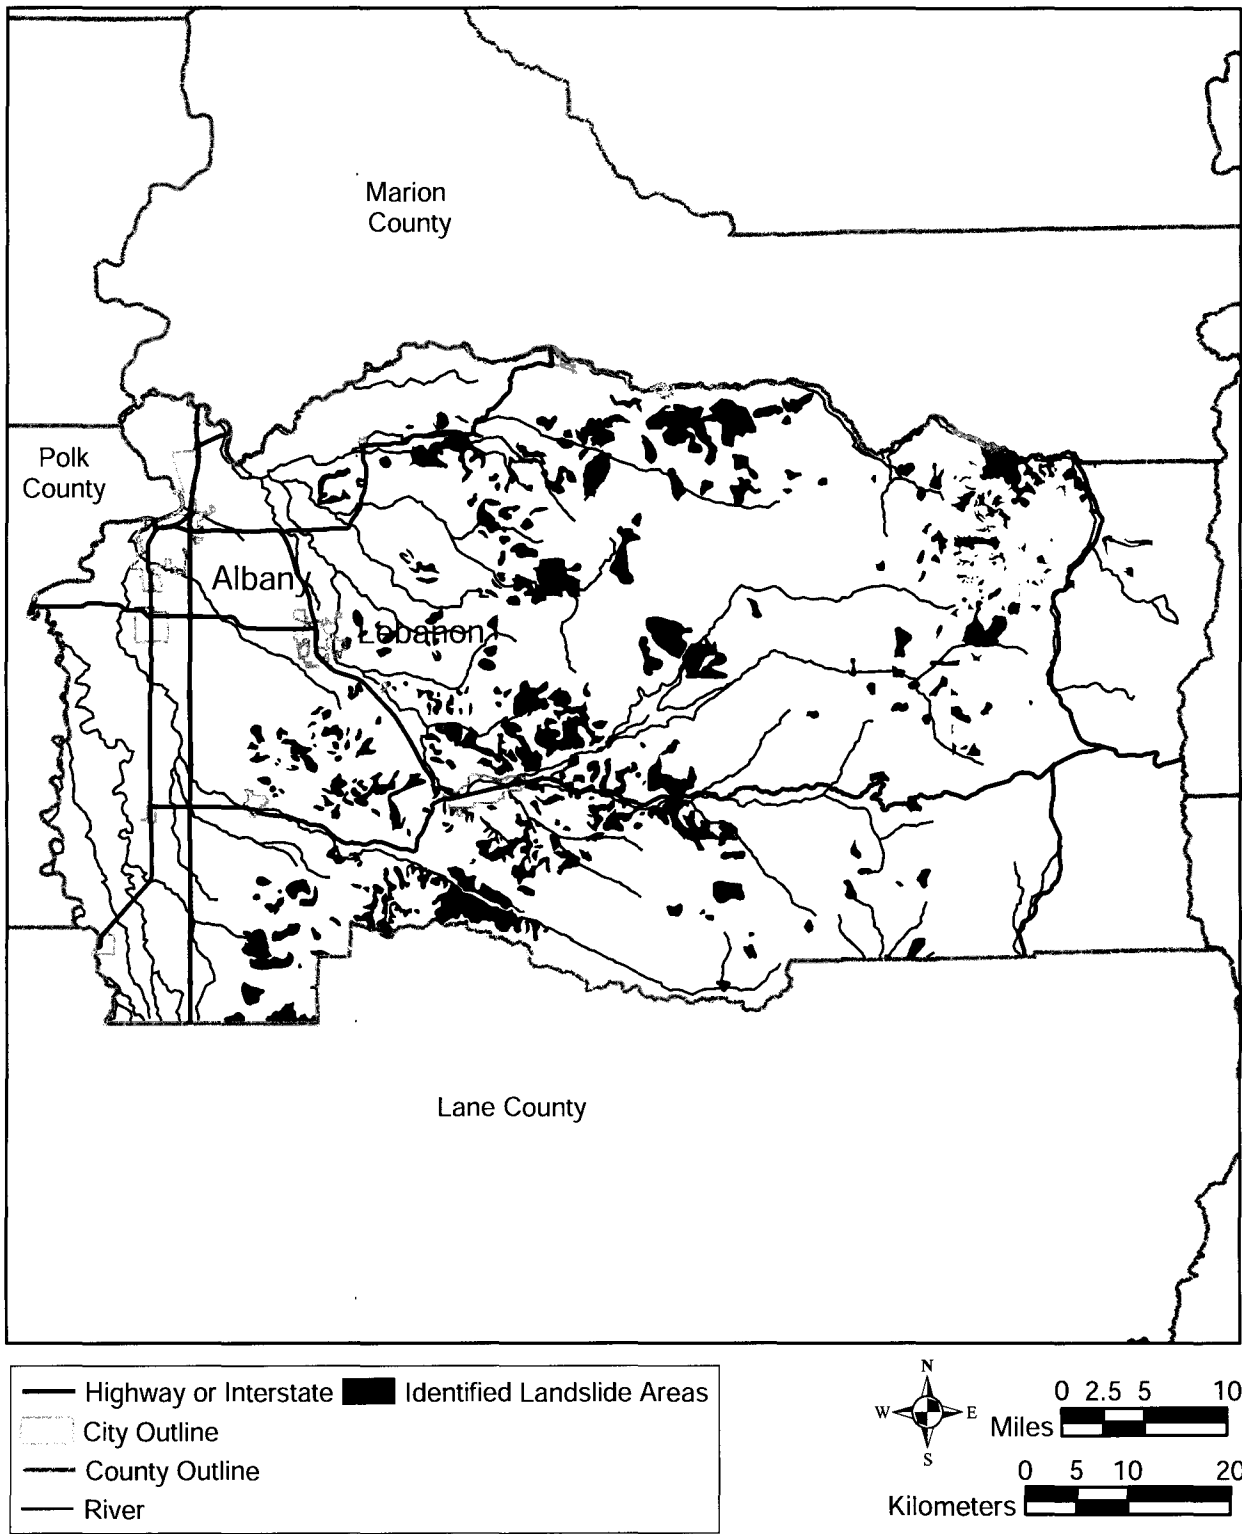 Marion
County
Polk
County
Albany
Lebanon
Lane County
Highway or Interstate Identified Landslide Areas
City Outline
County Outline
River
N
W E
S
0 2.5 5 10
Miles
0 5 10 20
Kilometers